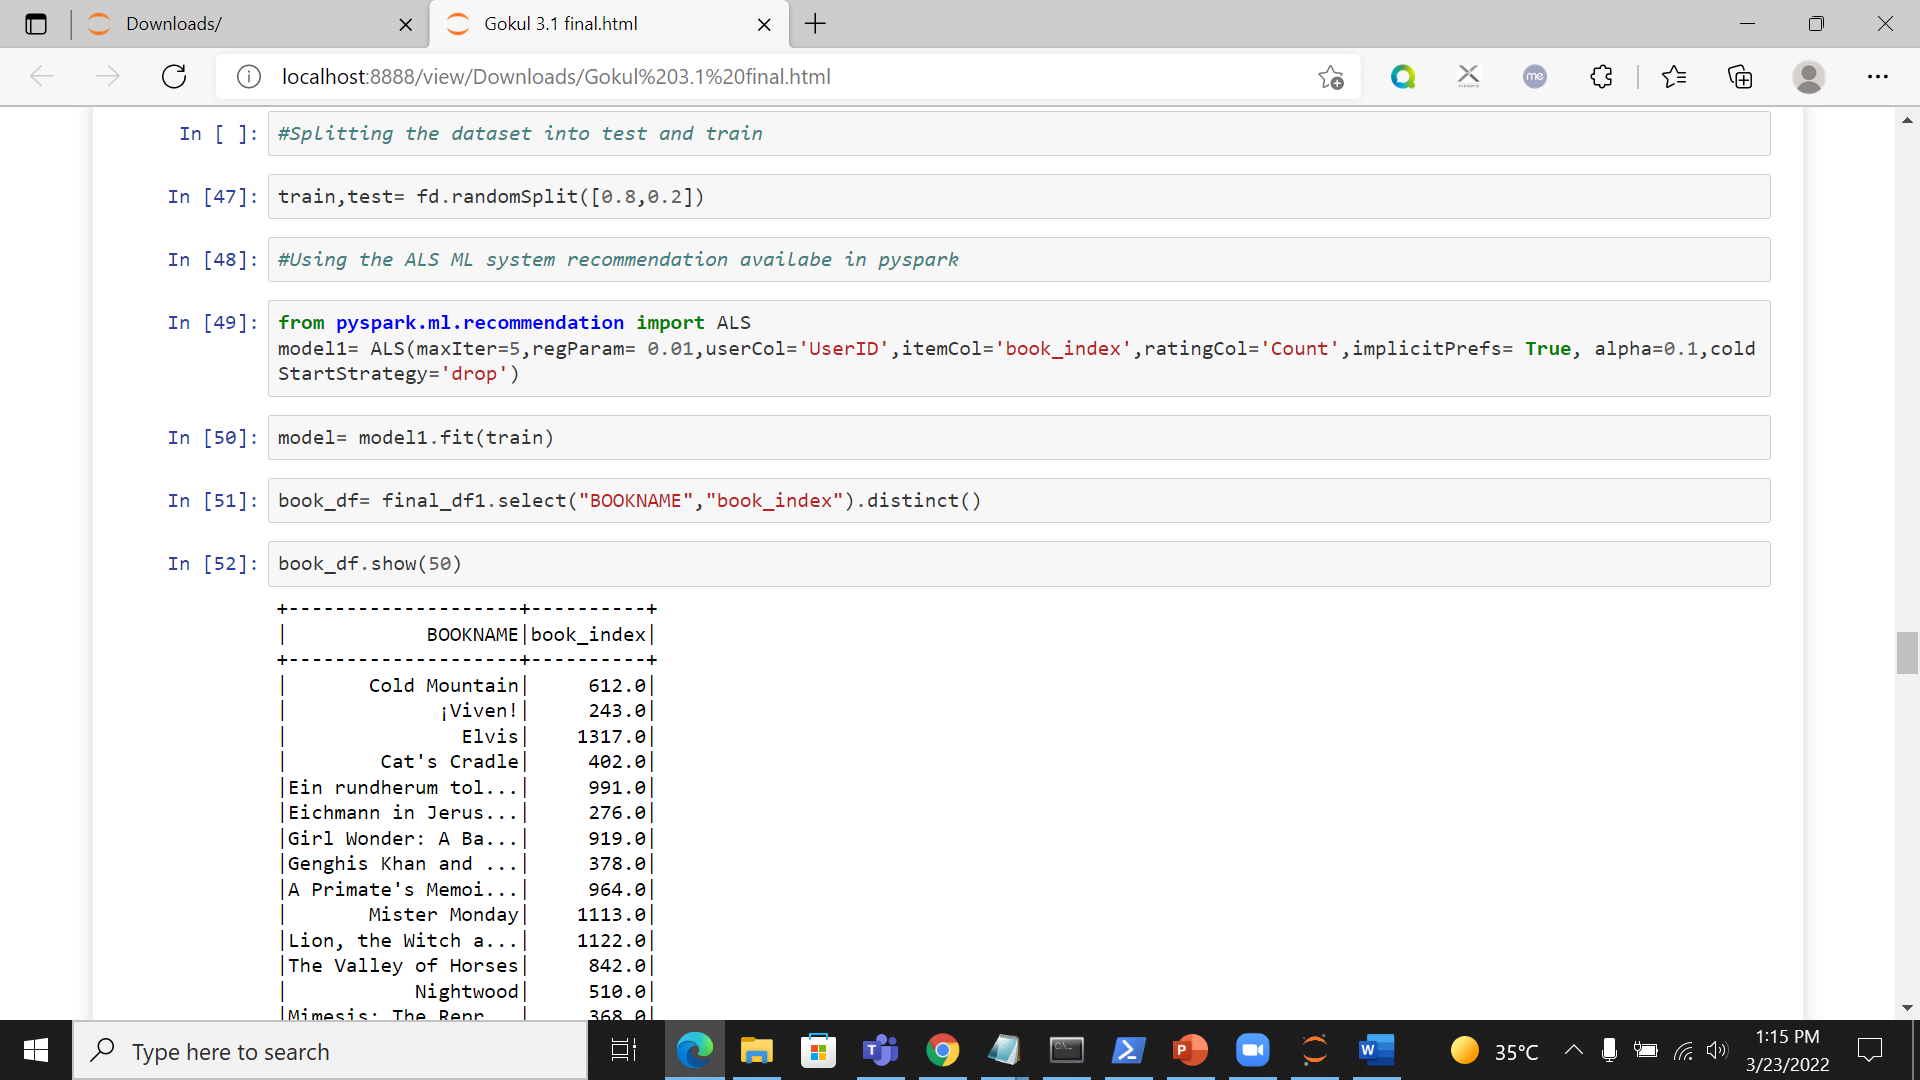 Downloads/
Gokul 3.1 final.html
localhost:8888/view/Downloads/Gokul%203.1%20final.html
me
In [ ]: #Splitting the dataset into test and train
In [47]: train,test= fd.randomSplit([0.8,0.2])
In [48]: #Using the ALS ML system recommendation availabe in pyspark
In [49]: from pyspark.ml.recommendation import ALS
model1= ALS(maxIter=5,regParam= 0.01,userCol='UserID',itemCol='book_index',ratingCol='Count',implicitPrefs= True, alpha=0.1,cold
StartStrategy='drop')
In [50]: model= model1.fit(train)
In [51]: book_df= final_df1.select("BOOKNAME","book_index").distinct()
In [52]: book_df.show(50)
+--------------------+----------+
|            BOOKNAME|book_index|
+--------------------+----------+
|       Cold Mountain|     612.0|
|             ¡Viven!|     243.0|
|               Elvis|    1317.0|
|        Cat's Cradle|     402.0|
|Ein rundherum tol...|     991.0|
|Eichmann in Jerus...|     276.0|
|Girl Wonder: A Ba...|     919.0|
|Genghis Khan and ...|     378.0|
|A Primate's Memoi...|     964.0|
|       Mister Monday|    1113.0|
|Lion, the Witch a...|    1122.0|
|The Valley of Horses|     842.0|
|           Nightwood|     510.0|
|Mimesis: The Repr...|     368.0|
Type here to search
35°C
1:15 PM
3/23/2022